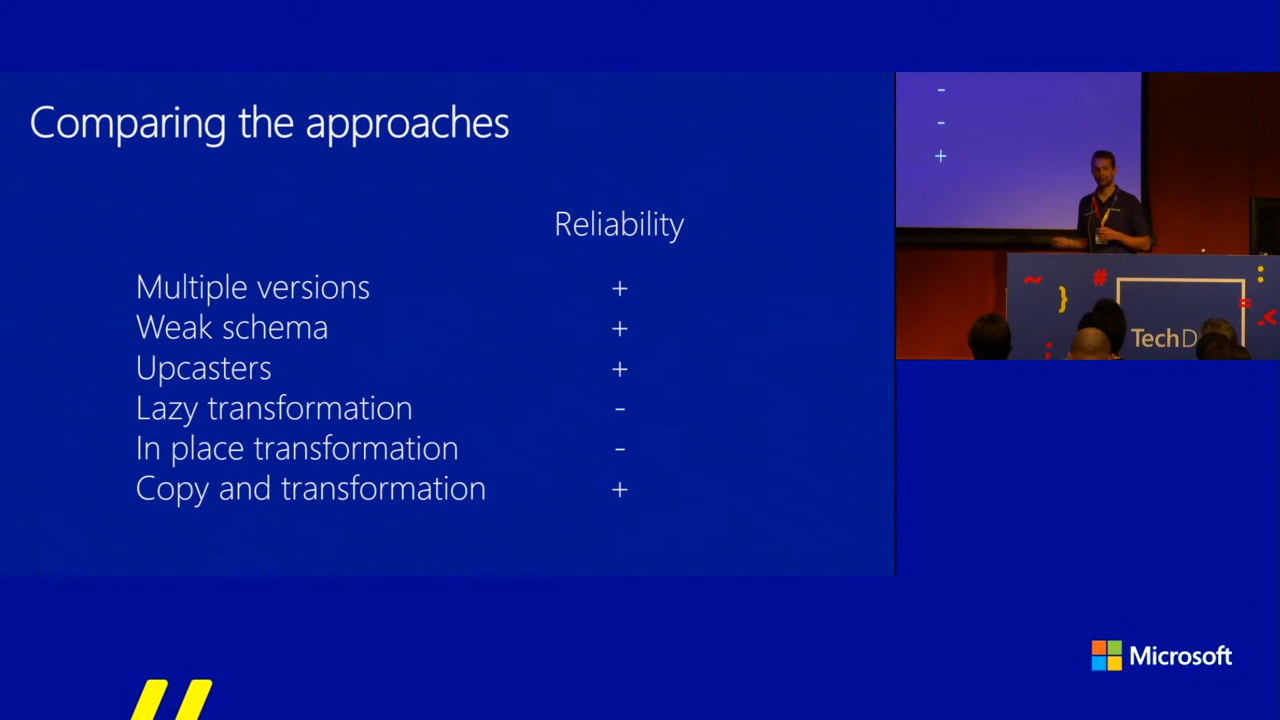 Comparing the approaches
Reliability
Multiple versions +
Weak schema +
Upcasters +
Lazy transformation -
In place transformation -
Copy and transformation +
-
-
+
~ # :
} = <
;
TechD
Microsoft